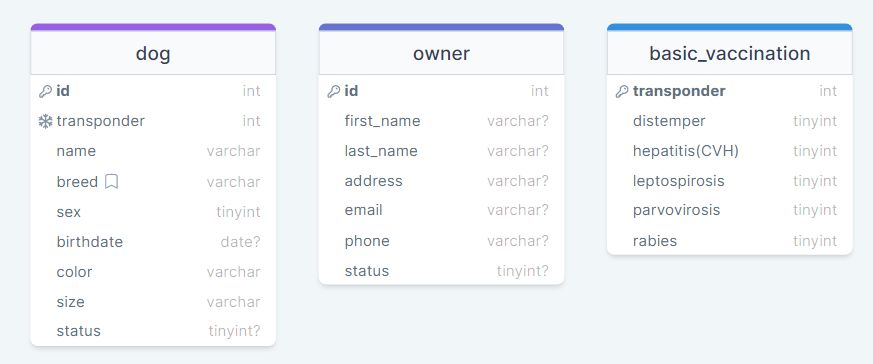 dog
id int
transponder int
name varchar
breed varchar
sex tinyint
birthdate date?
color varchar
size varchar
status tinyint?
owner
id int
first_name varchar?
last_name varchar?
address varchar?
email varchar?
phone varchar?
status tinyint?
basic_vaccination
transponder int
distemper tinyint
hepatitis(CVH) tinyint
leptospirosis tinyint
parvovirosis tinyint
rabies tinyint